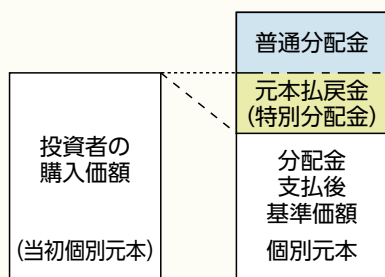 普通分配金
元本払戻金
(特別分配金)
投資者の
購入価額
(当初個別元本)
分配金
支払後
基準価額
個別元本